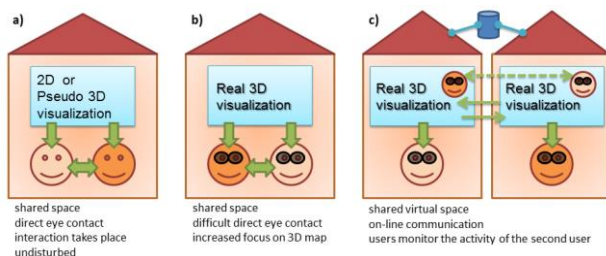 a)
2D or
Pseudo 3D
visualization
shared space
direct eye contact
interaction takes place
undisturbed
b)
Real 3D
visualization
shared space
difficult direct eye contact
increased focus on 3D map
c)
Real 3D
visualization
Real 3D
visualization
shared virtual space
on-line communication
users monitor the activity of the second user